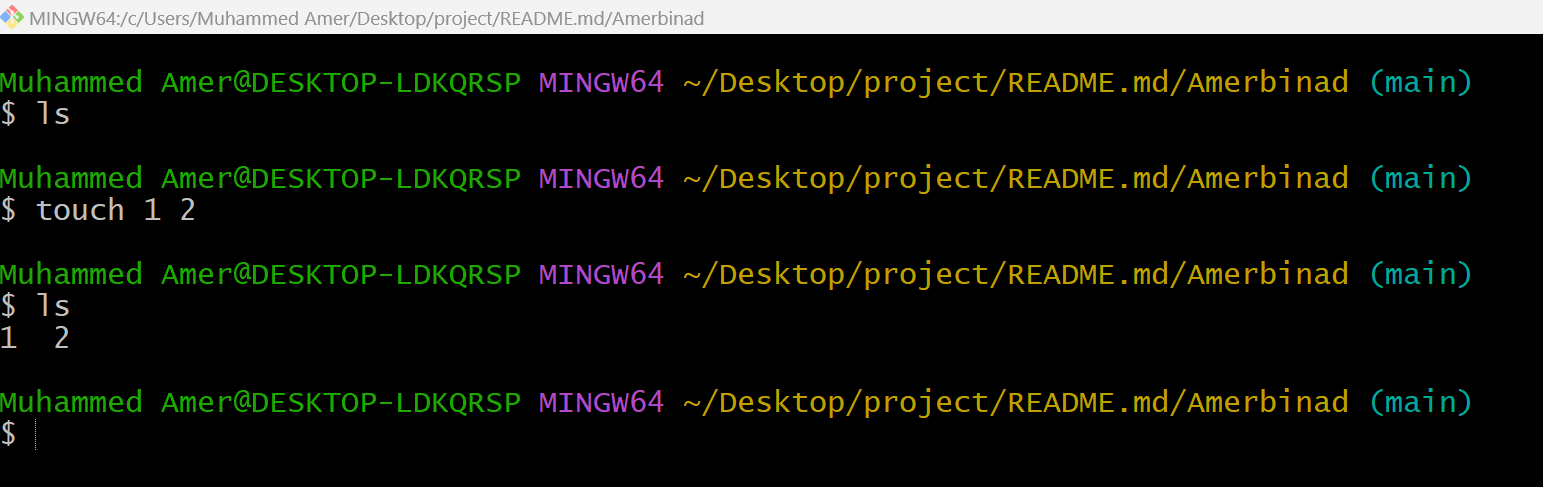 MINGW64:/c/Users/Muhammed Amer/Desktop/project/README.md/Amerbinad
Muhammed Amer@DESKTOP-LDKQRSP MINGW64 ~/Desktop/project/README.md/Amerbinad (main)
$ ls
Muhammed Amer@DESKTOP-LDKQRSP MINGW64 ~/Desktop/project/README.md/Amerbinad (main)
$ touch 1 2
Muhammed Amer@DESKTOP-LDKQRSP MINGW64 ~/Desktop/project/README.md/Amerbinad (main)
$ ls
1  2
Muhammed Amer@DESKTOP-LDKQRSP MINGW64 ~/Desktop/project/README.md/Amerbinad (main)
$